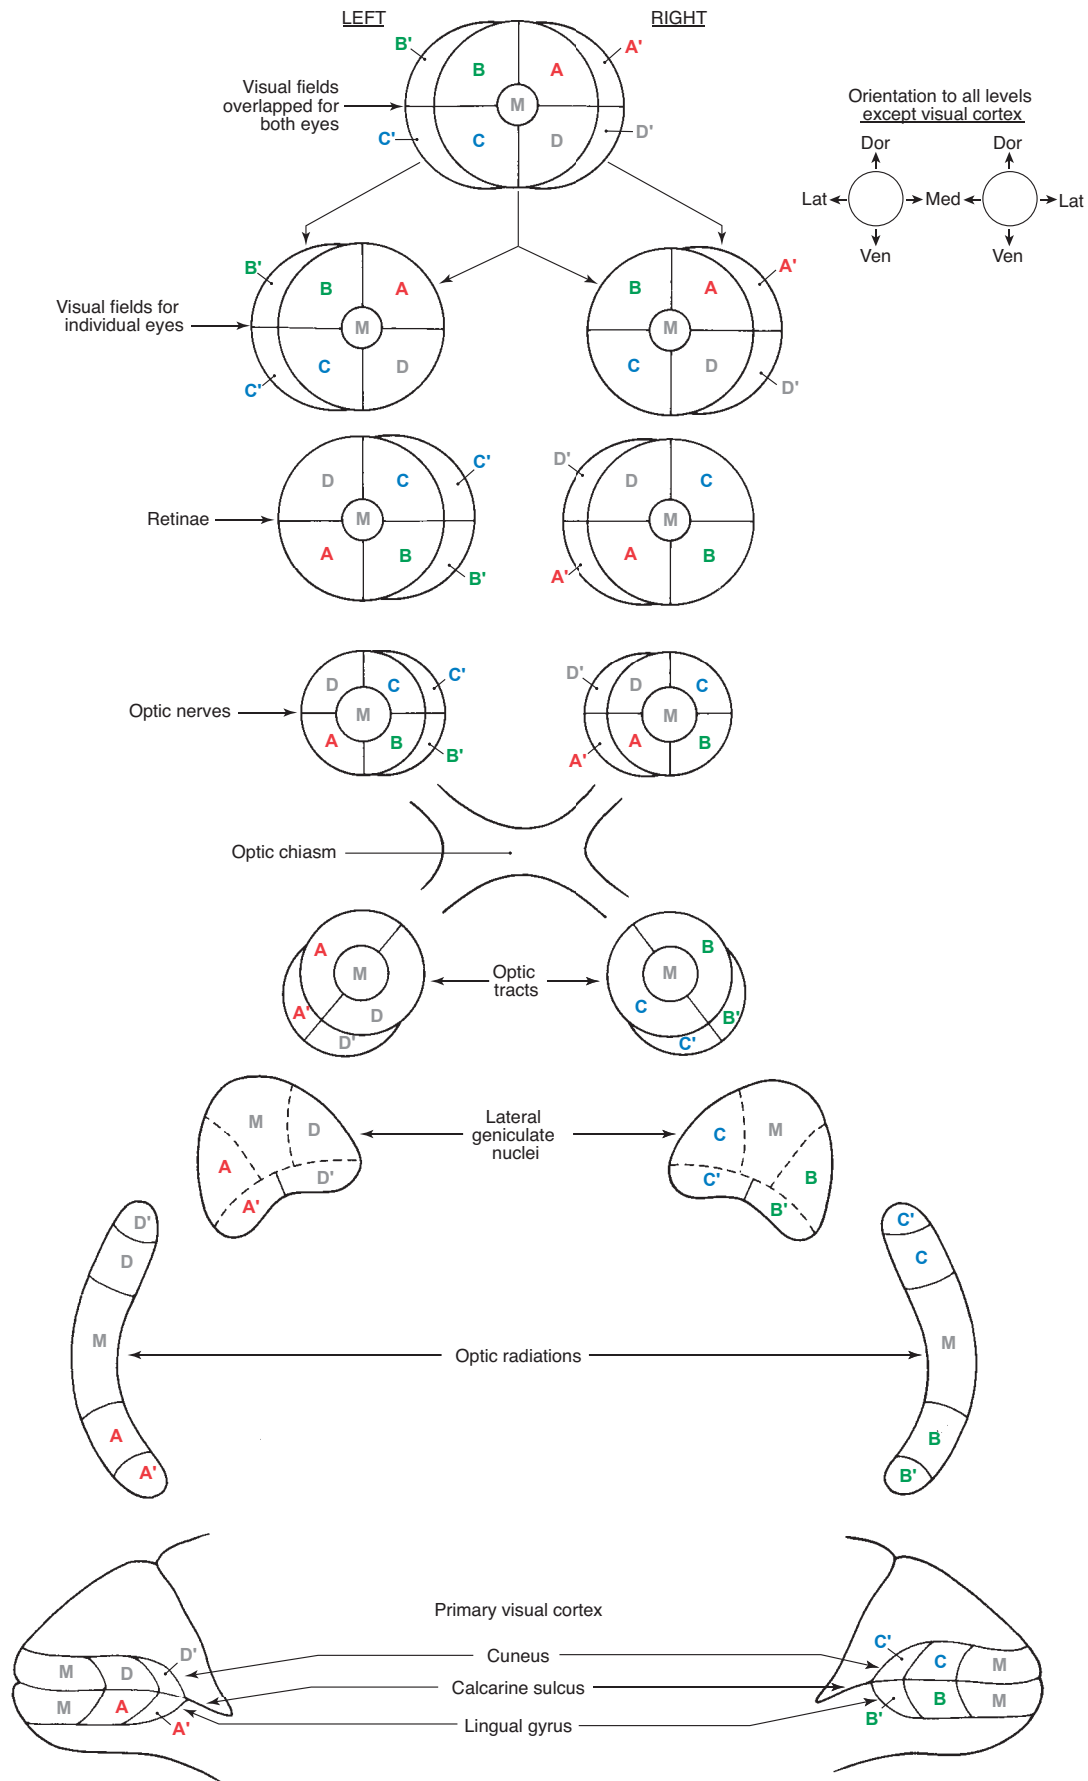 LEFT
RIGHT
B'
A'
B
A
Visual fields
overlapped for
both eyes
M
C'
C
D
D'
Orientation to all levels
except visual cortex
Dor
Dor
Lat
Med
Lat
Ven
Ven
B'
B
A
B
A
A'
Visual fields for
individual eyes
M
M
C
D
C
D
C'
D'
D
C
C'
D'
D
C
Retinae
M
M
A
B
B'
A'
A
B
D
C
C'
D'
D
C
Optic nerves
M
M
A
B
B'
A'
A
B
Optic chiasm
A
M
Optic
tracts
M
B
A'
D
D'
C
B'
C'
M
D
A
D'
A'
Lateral
geniculate
nuclei
C
M
C'
B
B'
D'
D
M
A
A'
Optic radiations
C'
C
M
B
B'
Primary visual cortex
M
D
D'
Cuneus
C'
C
M
Calcarine sulcus
M
A
A'
Lingual gyrus
B'
B
M